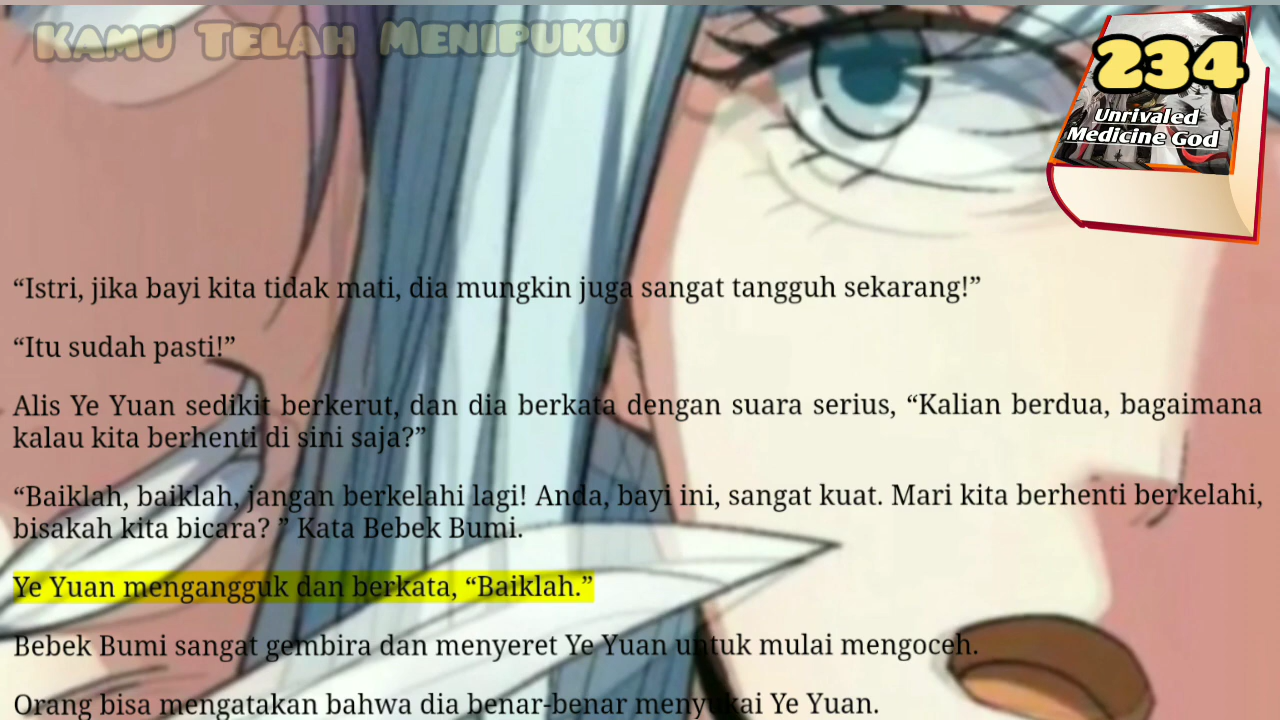 Kamu Telah Menipuku
234
Unrivaled
Medicine God
“Istri, jika bayi kita tidak mati, dia mungkin juga sangat tangguh sekarang!”
“Itu sudah pasti!”
Alis Ye Yuan sedikit berkerut, dan dia berkata dengan suara serius, “Kalian berdua, bagaimana
kalau kita berhenti di sini saja?”
“Baiklah, baiklah, jangan berkelahi lagi! Anda, bayi ini, sangat kuat. Mari kita berhenti berkelahi,
bisakah kita bicara? ” Kata Bebek Bumi.
Ye Yuan mengangguk dan berkata, “Baiklah.”
Bebek Bumi sangat gembira dan menyeret Ye Yuan untuk mulai mengoceh.
Orang bisa mengatakan bahwa dia benar-benar menyukai Ye Yuan.